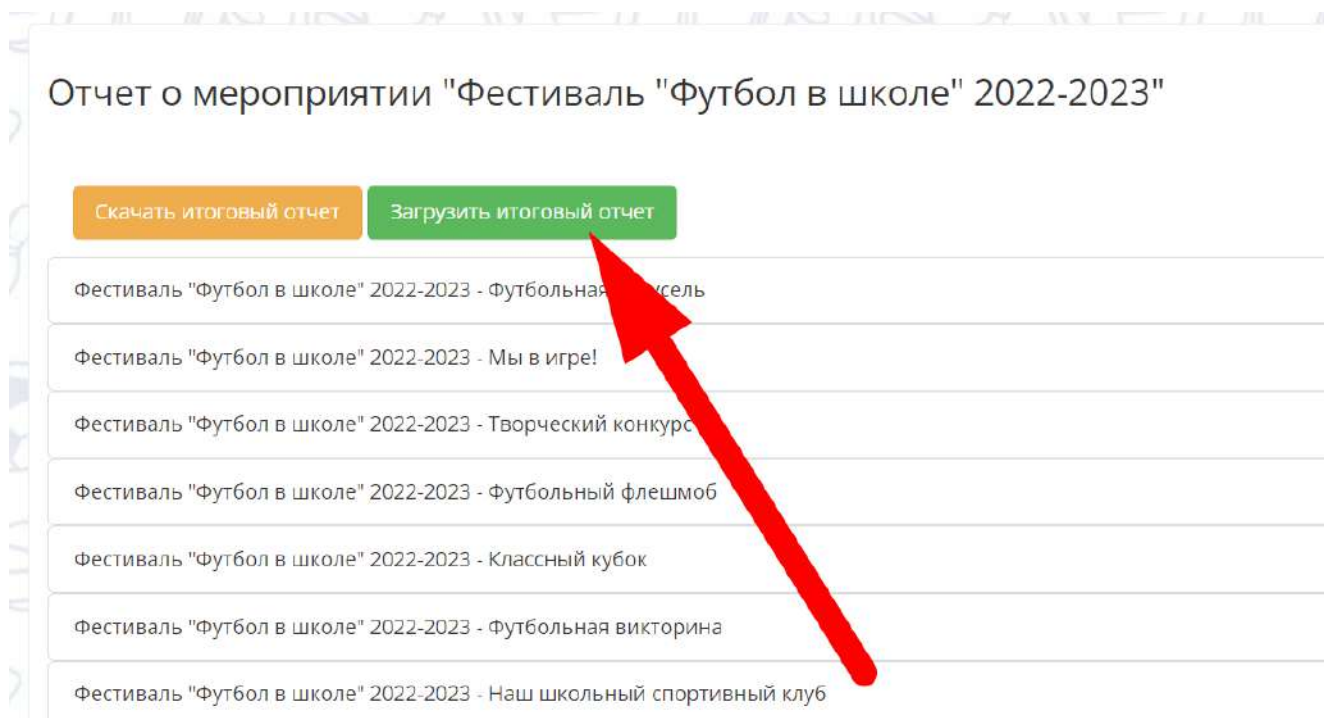 Отчет о мероприятии "Фестиваль "Футбол в школе" 2022-2023"
Скачать итоговый отчет Загрузить итоговый отчет
Фестиваль "Футбол в школе" 2022-2023 - Футбольная
Фестиваль "Футбол в школе" 2022-2023 - Мы в игре!
Фестиваль "Футбол в школе" 2022-2023 - Творческий конкурс
Фестиваль "Футбол в школе" 2022-2023 - Футбольный флешмоб
Фестиваль "Футбол в школе" 2022-2023 - Классный кубок
Фестиваль "Футбол в школе" 2022-2023 - Футбольная викторина
Фестиваль "Футбол в школе" 2022-2023 - Наш школьный спортивный клуб